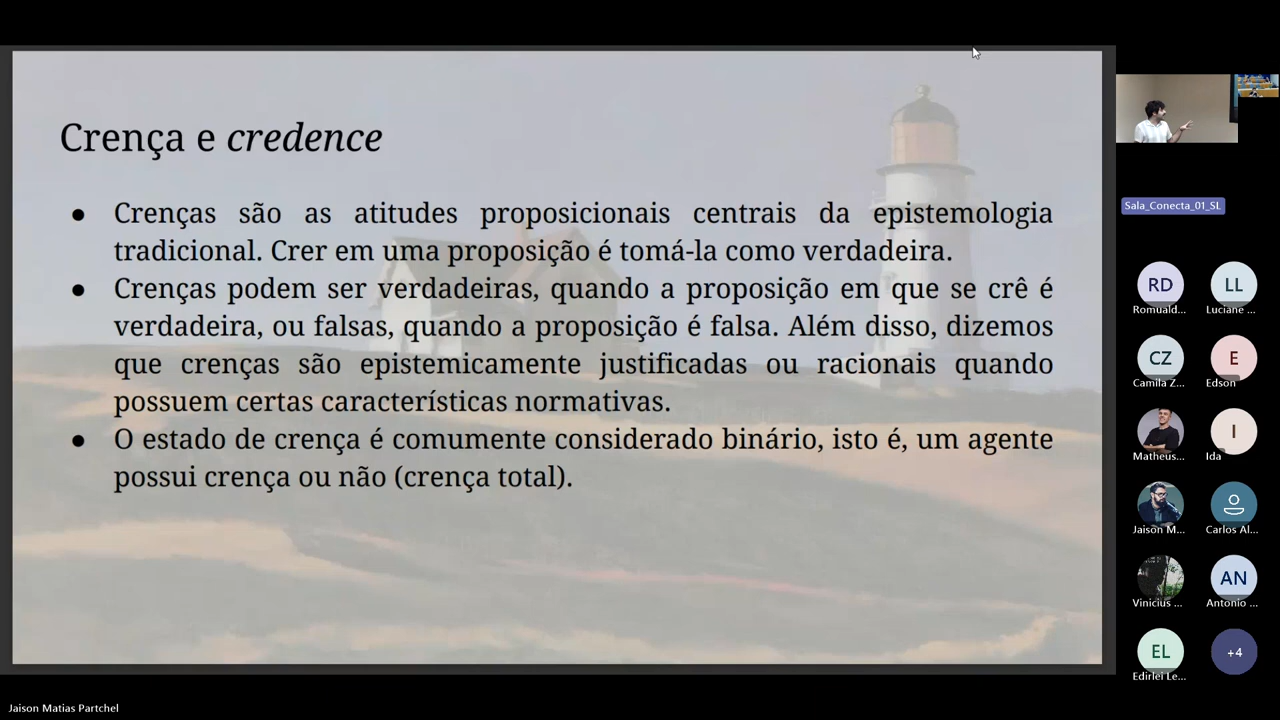 Crença e credence
● Crenças são as atitudes proposicionais centrais da epistemologia
tradicional. Crer em uma proposição é tomá-la como verdadeira.
● Crenças podem ser verdadeiras, quando a proposição em que se crê é
verdadeira, ou falsas, quando a proposição é falsa. Além disso, dizemos
que crenças são epistemicamente justificadas ou racionais quando
possuem certas características normativas.
● O estado de crença é comumente considerado binário, isto é, um agente
possui crença ou não (crença total).
Sala_Conecta_01_SL
RD LL
Romuald... Luciane ...
CZ E
Camila Z... Edson
I
Matheus... Ida
Jaison M... Carlos Al...
AN
Vinicius ... Antonio ...
EL +4
Edirlei Le...
Jaison Matias Partchel